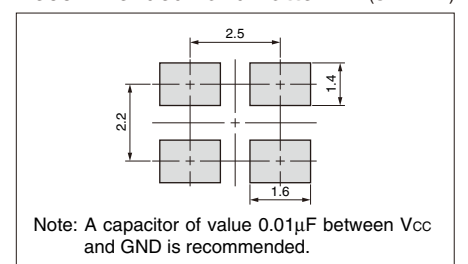 2.5
1.4
2.2
1.6
Note: A capacitor of value 0.01μF between Vcc
and GND is recommended.